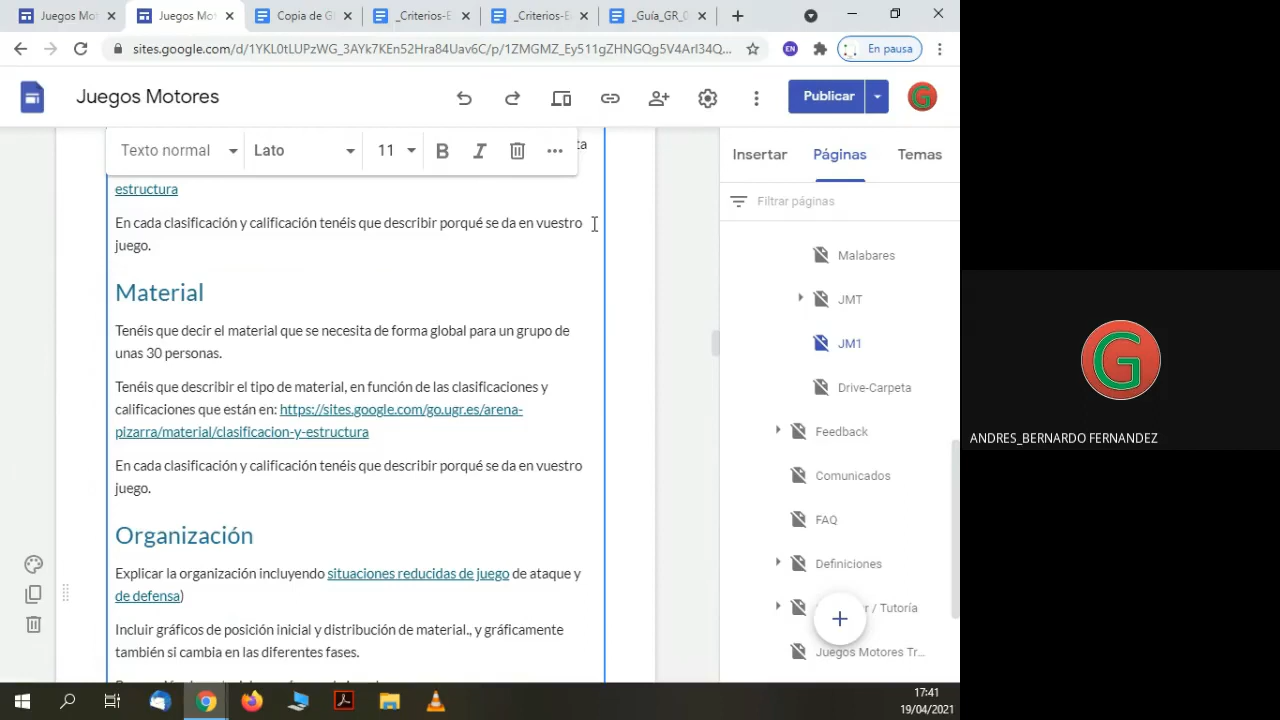 Juegos Mo
Juegos Mo
Copia de G
_Criterios-E
_Criterios-E
_Guía_GR_0
sites.google.com/d/1YKL0tLUPzWG_3AYk7KEn52Hra84Uav6C/p/1ZMGMZ_Ey511gZHNGQg5V4ArI34Q...
EN
En pausa
Juegos Motores
Publicar
G
Texto normal
Lato
11
B
I
ta
estructura
En cada clasificación y calificación tenéis que describir porqué se da en vuestro
juego.
Material
Tenéis que decir el material que se necesita de forma global para un grupo de
unas 30 personas.
Tenéis que describir el tipo de material, en función de las clasificaciones y
calificaciones que están en: https://sites.google.com/go.ugr.es/arena-
pizarra/material/clasificacion-y-estructura
En cada clasificación y calificación tenéis que describir porqué se da en vuestro
juego.
Organización
Explicar la organización incluyendo situaciones reducidas de juego de ataque y
de defensa)
Incluir gráficos de posición inicial y distribución de material., y gráficamente
también sí cambia en las diferentes fases.
Insertar
Páginas
Temas
Filtrar páginas
Malabares
JMT
JM1
Drive-Carpeta
Feedback
Comunicados
FAQ
Definiciones
r / Tutoría
Juegos Motores Tr...
G
ANDRES_BERNARDO FERNANDEZ
17:41
19/04/2021